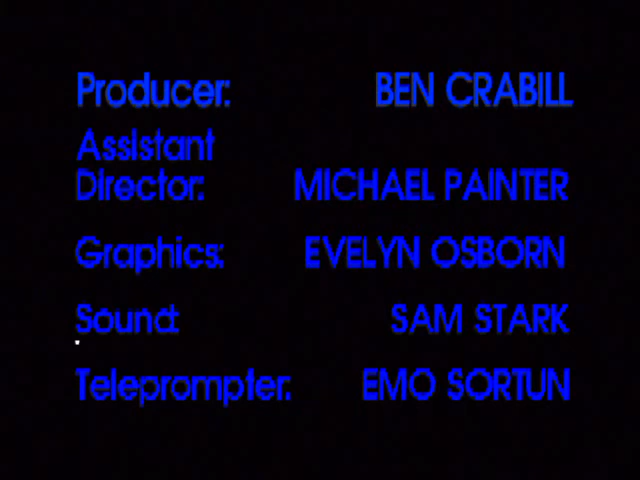 Producer: BEN CRABILL
Assistant
Director: MICHAEL PAINTER
Graphics: EVELYN OSBORN
Sound: SAM STARK
Teleprompter: EMO SORTUN